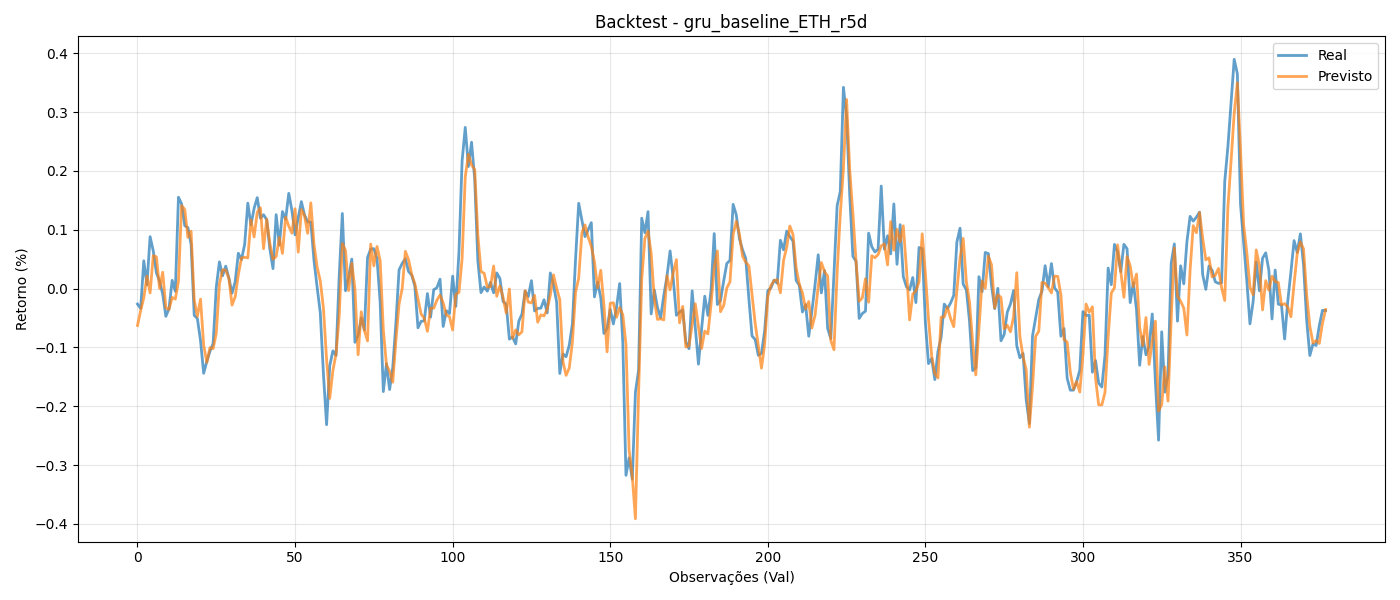 Backtest - gru_baseline_ETH_r5d
Real
Previsto
Retorno (%)
0.4
0.3
0.2
0.1
0.0
−0.1
−0.2
−0.3
−0.4
0 50 100 150 200 250 300 350
Observações (Val)